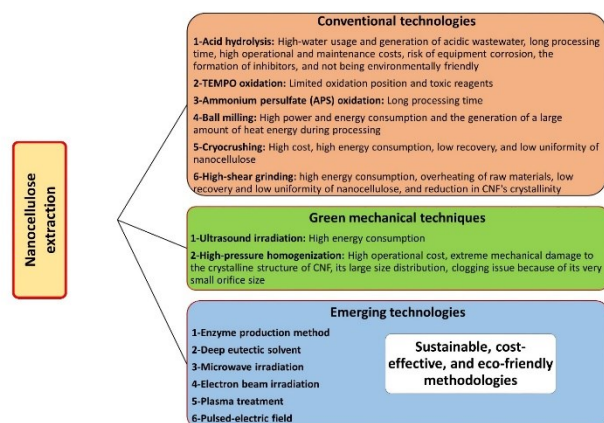 Nanocellulose
extraction
Conventional technologies
1-Acid hydrolysis: High-water usage and generation of acidic wastewater, long processing
time, high operational and maintenance costs, risk of equipment corrosion, the
formation of inhibitors, and not being environmentally friendly
2-TEMPO oxidation: Limited oxidation position and toxic reagents
3-Ammonium persulfate (APS) oxidation: Long processing time
4-Ball milling: High power and energy consumption and the generation of a large
amount of heat energy during processing
5-Cryocrushing: High cost, high energy consumption, low recovery, and low uniformity of
nanocellulose
6-High-shear grinding: high energy consumption, overheating of raw materials, low
recovery and low uniformity of nanocellulose, and reduction in CNF's crystallinity
Green mechanical techniques
1-Ultrasound irradiation: High energy consumption
2-High-pressure homogenization: High operational cost, extreme mechanical damage to
the crystalline structure of CNF, its large size distribution, clogging issue because of its very
small orifice size
Emerging technologies
1-Enzyme production method
2-Deep eutectic solvent
3-Microwave irradiation
4-Electron beam irradiation
5-Plasma treatment
6-Pulsed-electric field
Sustainable, cost-
effective, and eco-friendly
methodologies